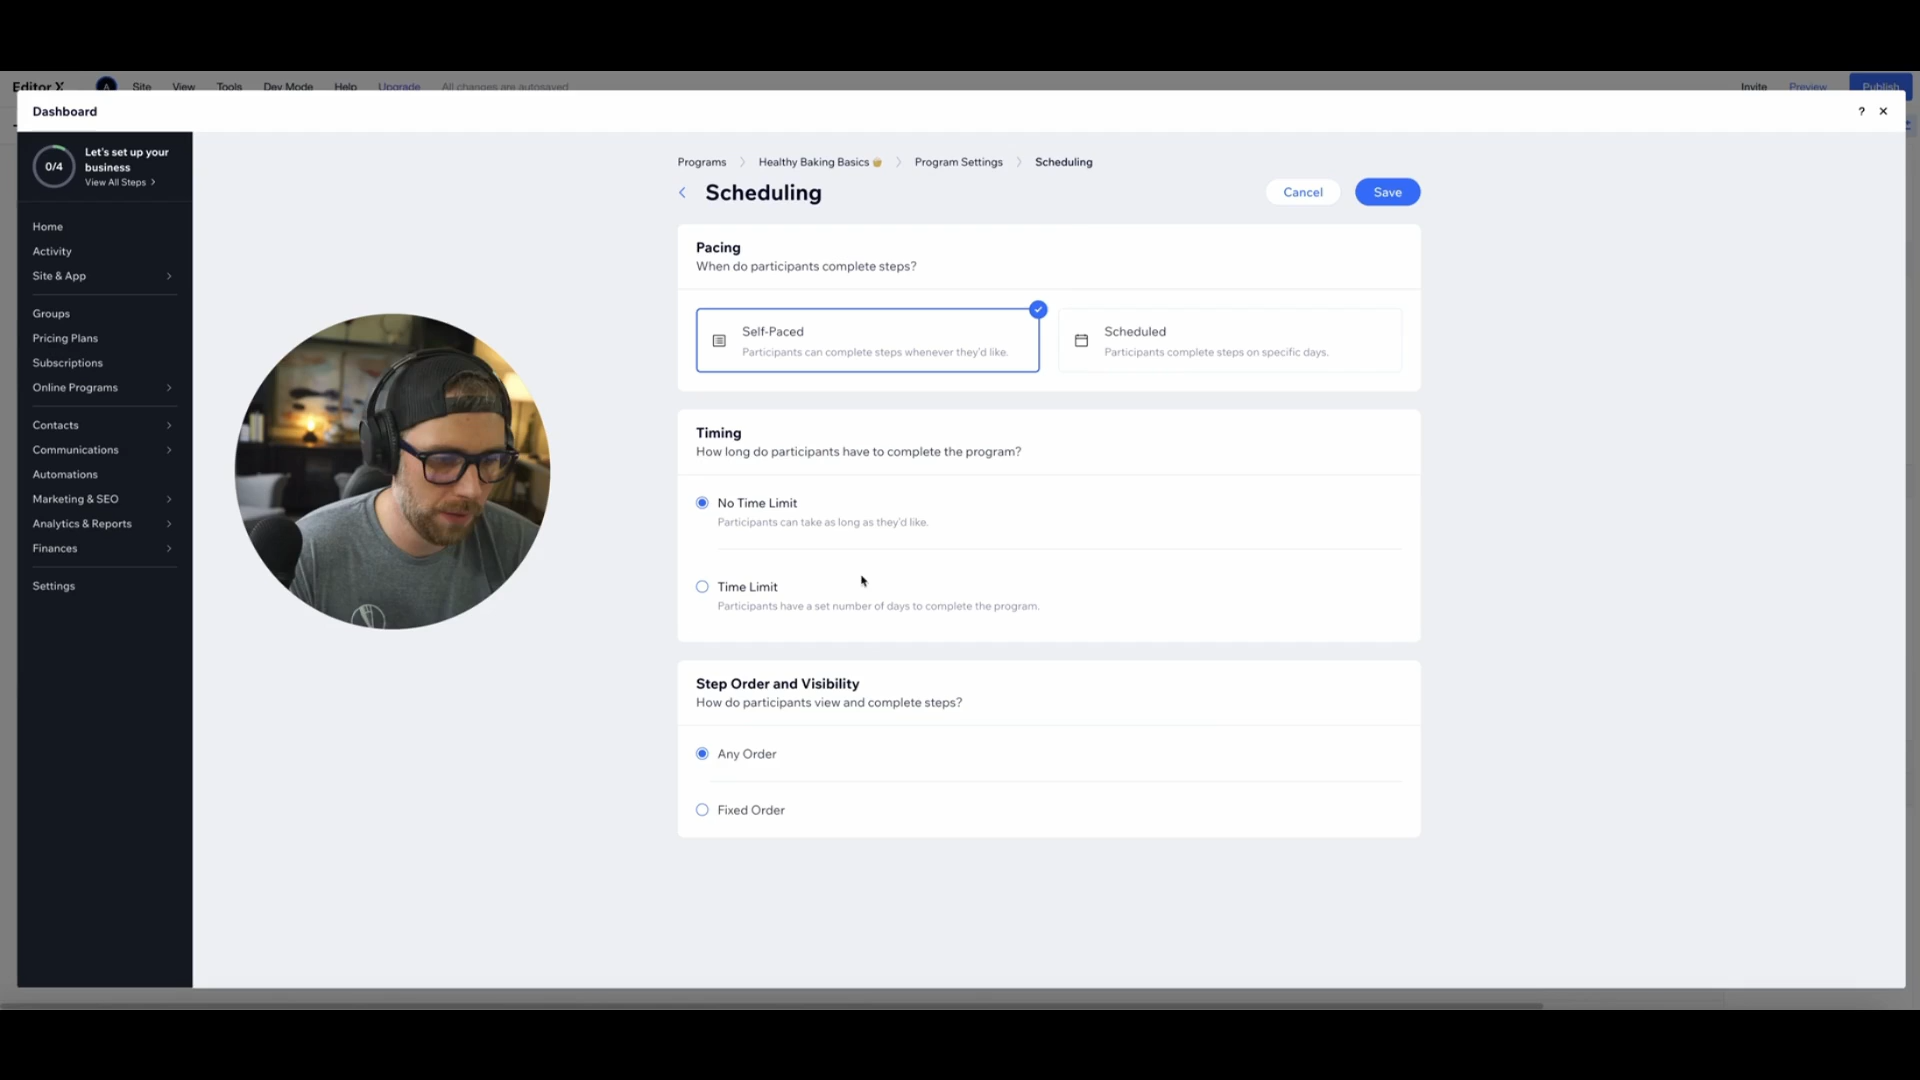 Editor X Site View Tools Dev Mode Help Upgrade All changes are autosaved Invite Preview Publish
Dashboard
?
0/4
Let's set up your business
View All Steps
Home
Activity
Site & App
Groups
Pricing Plans
Subscriptions
Online Programs
Contacts
Communications
Automations
Marketing & SEO
Analytics & Reports
Finances
Settings
Programs Healthy Baking Basics Program Settings Scheduling
Scheduling
Cancel
Save
Pacing
When do participants complete steps?
Self-Paced
Participants can complete steps whenever they'd like.
Scheduled
Participants complete steps on specific days.
Timing
How long do participants have to complete the program?
No Time Limit
Participants can take as long as they'd like.
Time Limit
Participants have a set number of days to complete the program.
Step Order and Visibility
How do participants view and complete steps?
Any Order
Fixed Order